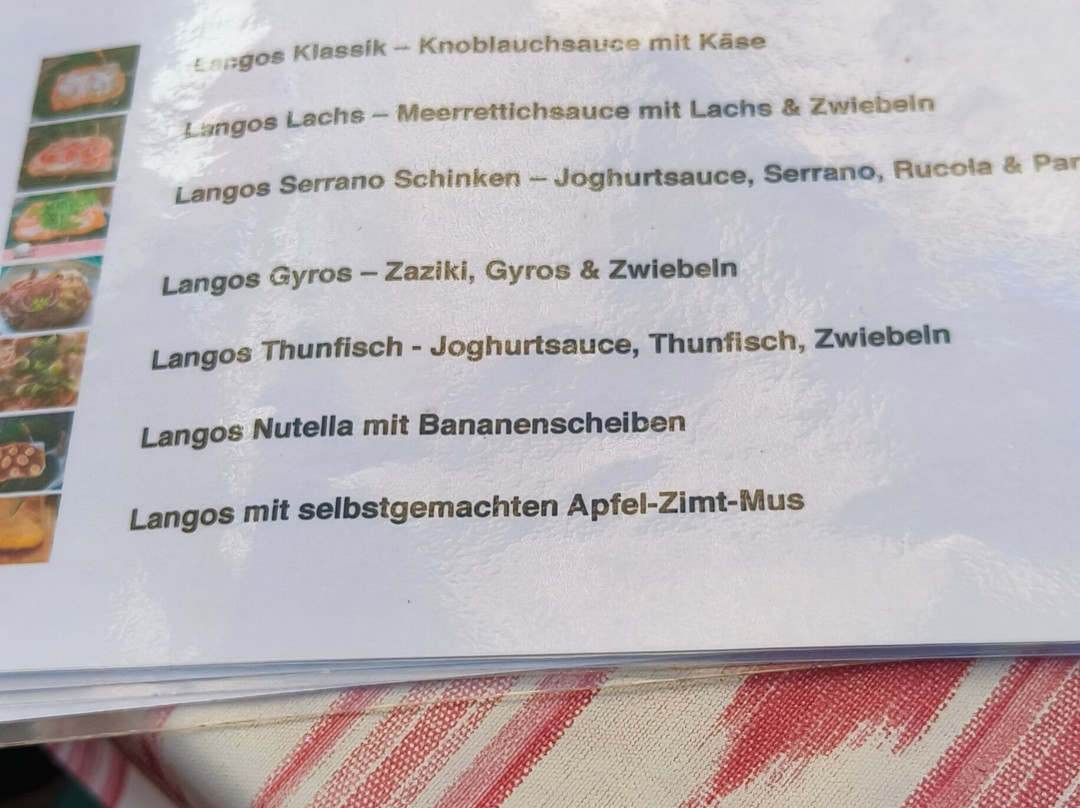 Langos Klassik – Knoblauchsauce mit Käse
Langos Lachs – Meerrettichsauce mit Lachs & Zwiebeln
Langos Serrano Schinken – Joghurtsauce, Serrano, Rucola & Par
Langos Gyros – Zaziki, Gyros & Zwiebeln
Langos Thunfisch - Joghurtsauce, Thunfisch, Zwiebeln
Langos Nutella mit Bananenscheiben
Langos mit selbstgemachten Apfel-Zimt-Mus